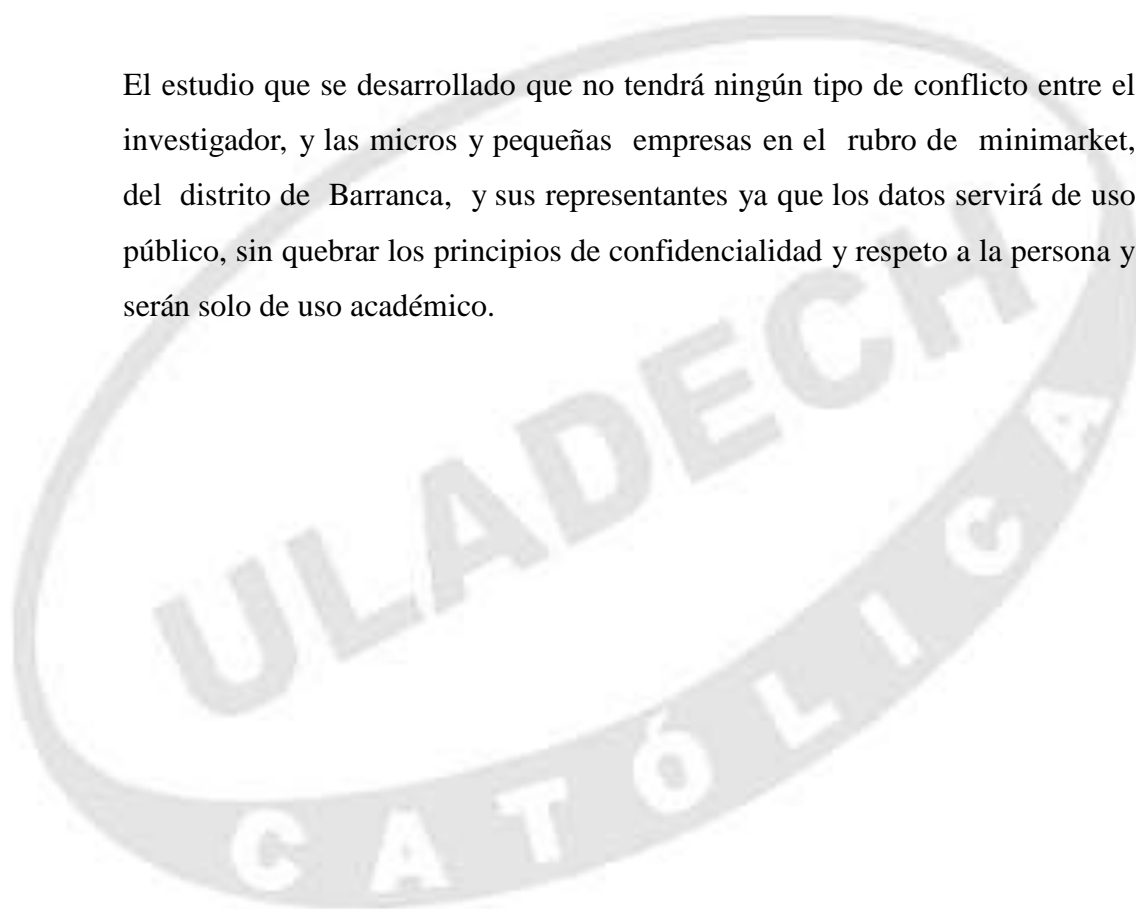 El estudio que se desarrollado que no tendrá ningún tipo de conflicto entre el
investigador, y las micros y pequeñas empresas en el rubro de minimarket,
del distrito de Barranca, y sus representantes ya que los datos servirá de uso
público, sin quebrar los principios de confidencialidad y respeto a la persona y
serán solo de uso académico.
ULADECH
CATÓLICA